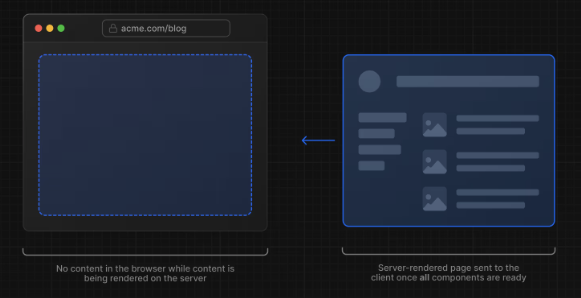 acme.com/blog
No content in the browser while content is
being rendered on the server
Server-rendered page sent to the
client once all components are ready